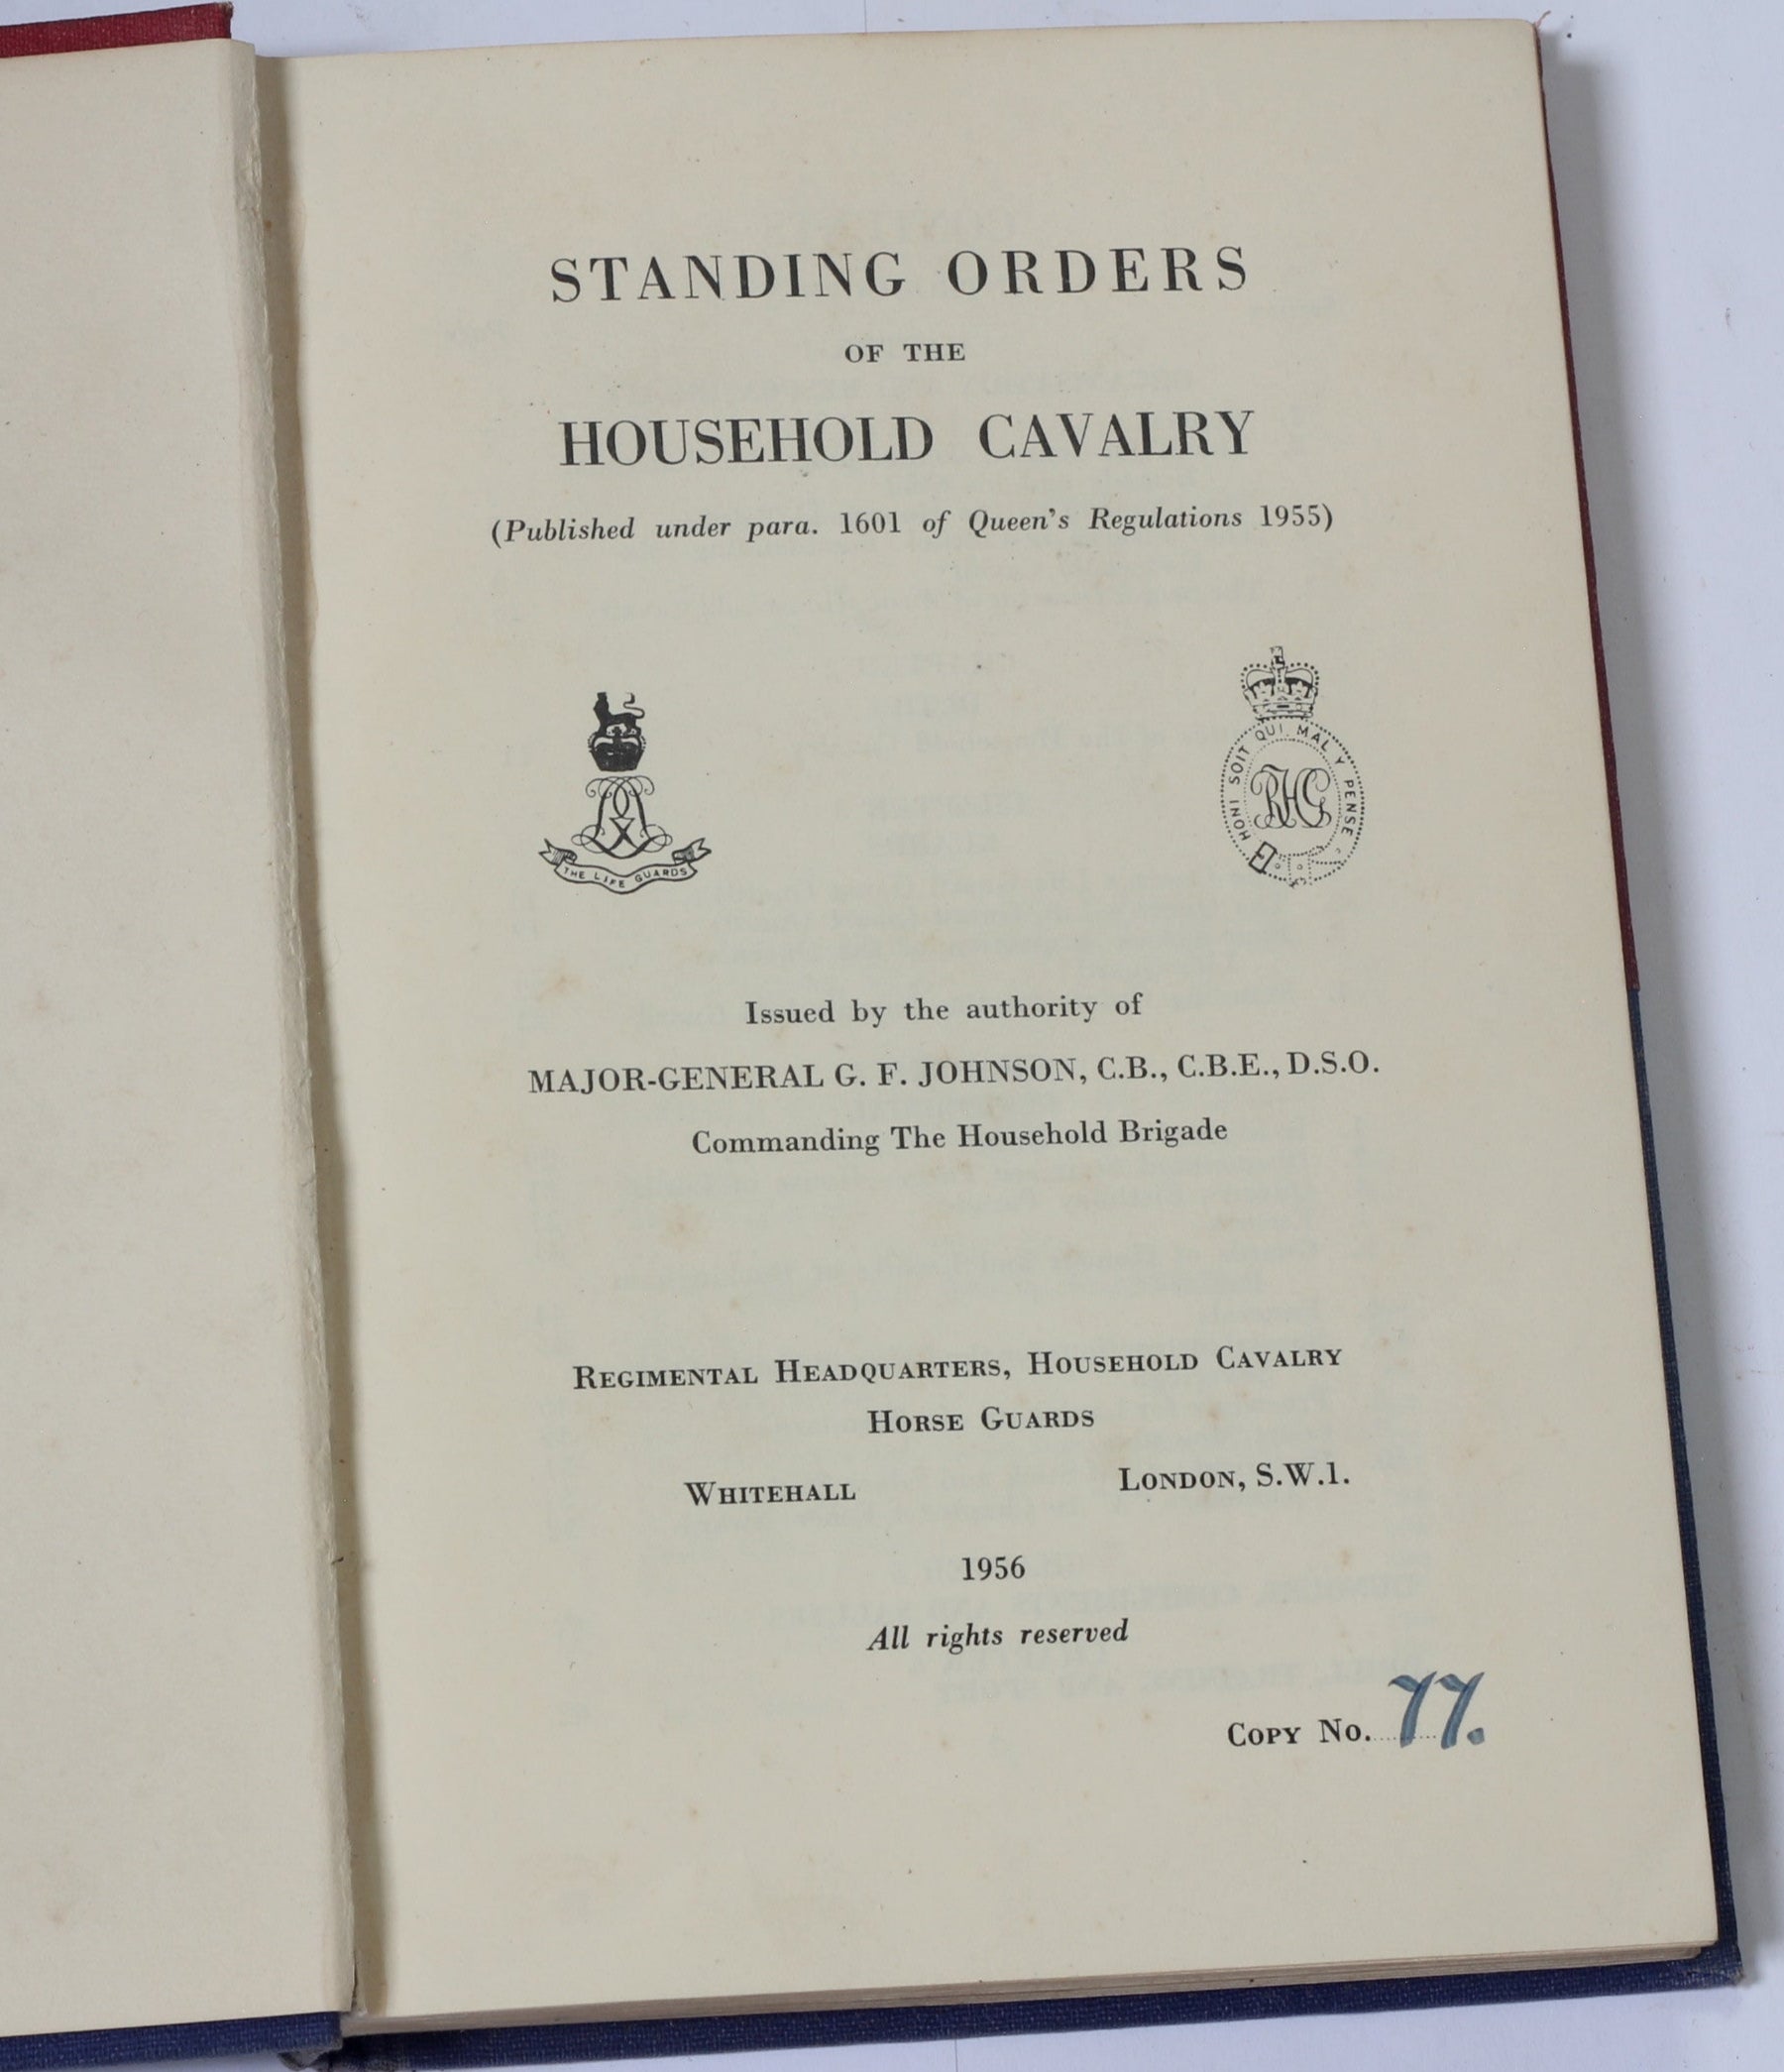 STANDING ORDERS
OF THE
HOUSEHOLD CAVALRY
(Published under para. 1601 of Queen's Regulations 1955)
THE LIFE GUARDS
HONI SOIT QUI MAL Y PENSE
RHG
Issued by the authority of
MAJOR-GENERAL G. F. JOHNSON, C.B., C.B.E., D.S.O.
Commanding The Household Brigade
REGIMENTAL HEADQUARTERS, HOUSEHOLD CAVALRY
HORSE GUARDS
WHITEHALL LONDON, S.W.1.
1956
All rights reserved
COPY No. 77.